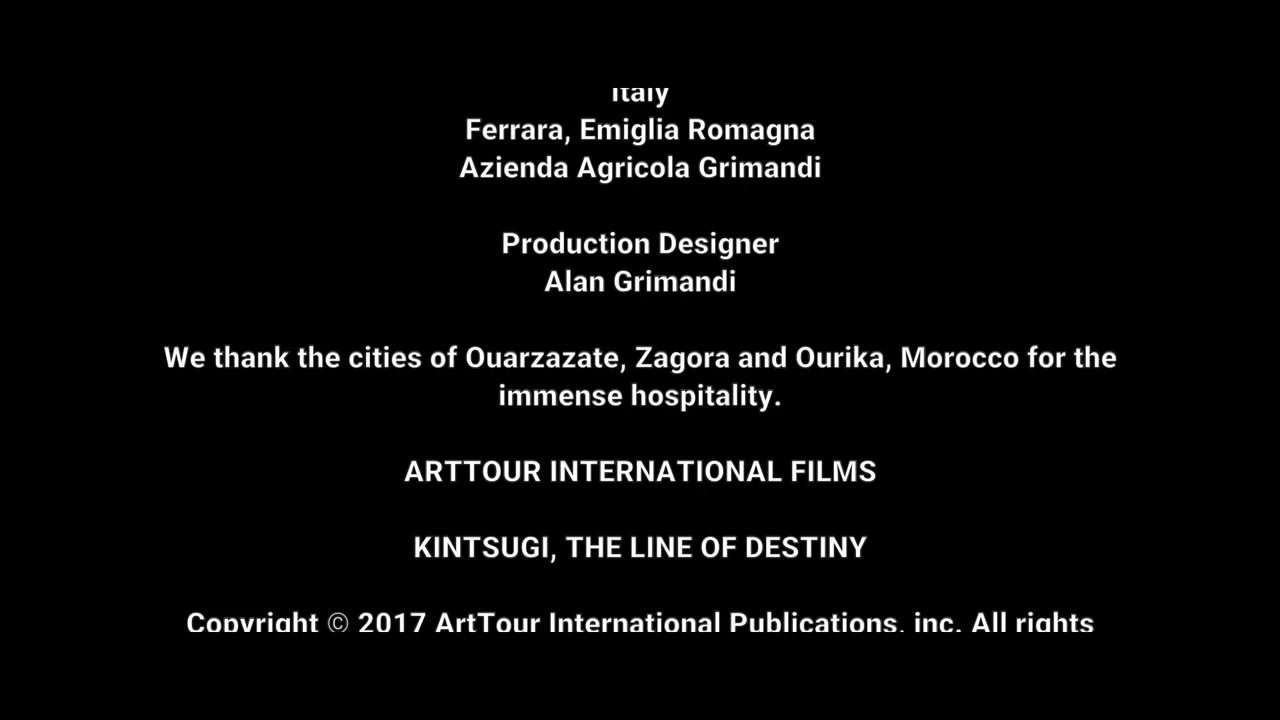 Italy
Ferrara, Emiglia Romagna
Azienda Agricola Grimandi
Production Designer
Alan Grimandi
We thank the cities of Ouarzazate, Zagora and Ourika, Morocco for the
immense hospitality.
ARTTOUR INTERNATIONAL FILMS
KINTSUGI, THE LINE OF DESTINY
Copyright © 2017 ArtTour International Publications, inc. All rights